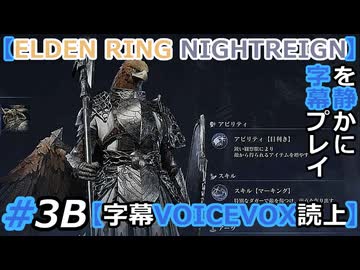 【ELDEN RING NIGHTREIGN】
を静かに
字幕プレイ
アビリティ
アビリティ【目利き】
スキル
スキル【マーキング】
#3B【字幕VOICEVOX読上】